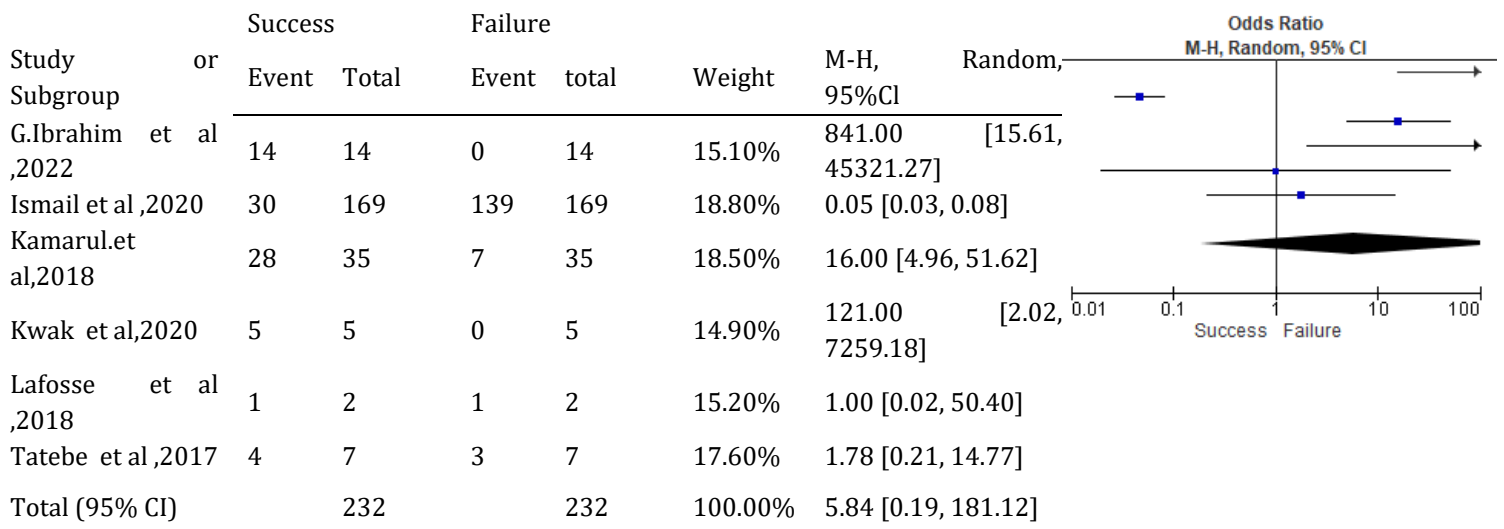 Success Failure
Study or Subgroup Event Total Event total Weight M-H, Random, 95%Cl
G.Ibrahim et al ,2022 14 14 0 14 15.10% 841.00 [15.61, 45321.27]
Ismail et al ,2020 30 169 139 169 18.80% 0.05 [0.03, 0.08]
Kamarul.et al,2018 28 35 7 35 18.50% 16.00 [4.96, 51.62]
Kwak et al,2020 5 5 0 5 14.90% 121.00 [2.02, 7259.18]
Lafosse et al ,2018 1 2 1 2 15.20% 1.00 [0.02, 50.40]
Tatebe et al ,2017 4 7 3 7 17.60% 1.78 [0.21, 14.77]
Total (95% CI) 232 232 100.00% 5.84 [0.19, 181.12]
Odds Ratio
M-H, Random, 95% CI
0.01 0.1 1 10 100
Success Failure